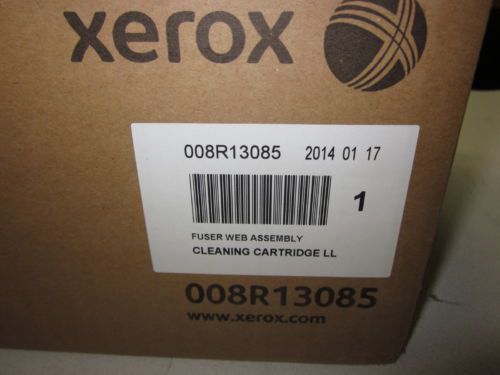 xerox
008R13085 2014 01 17
1
FUSER WEB ASSEMBLY
CLEANING CARTRIDGE LL
008R13085
www.xerox.com